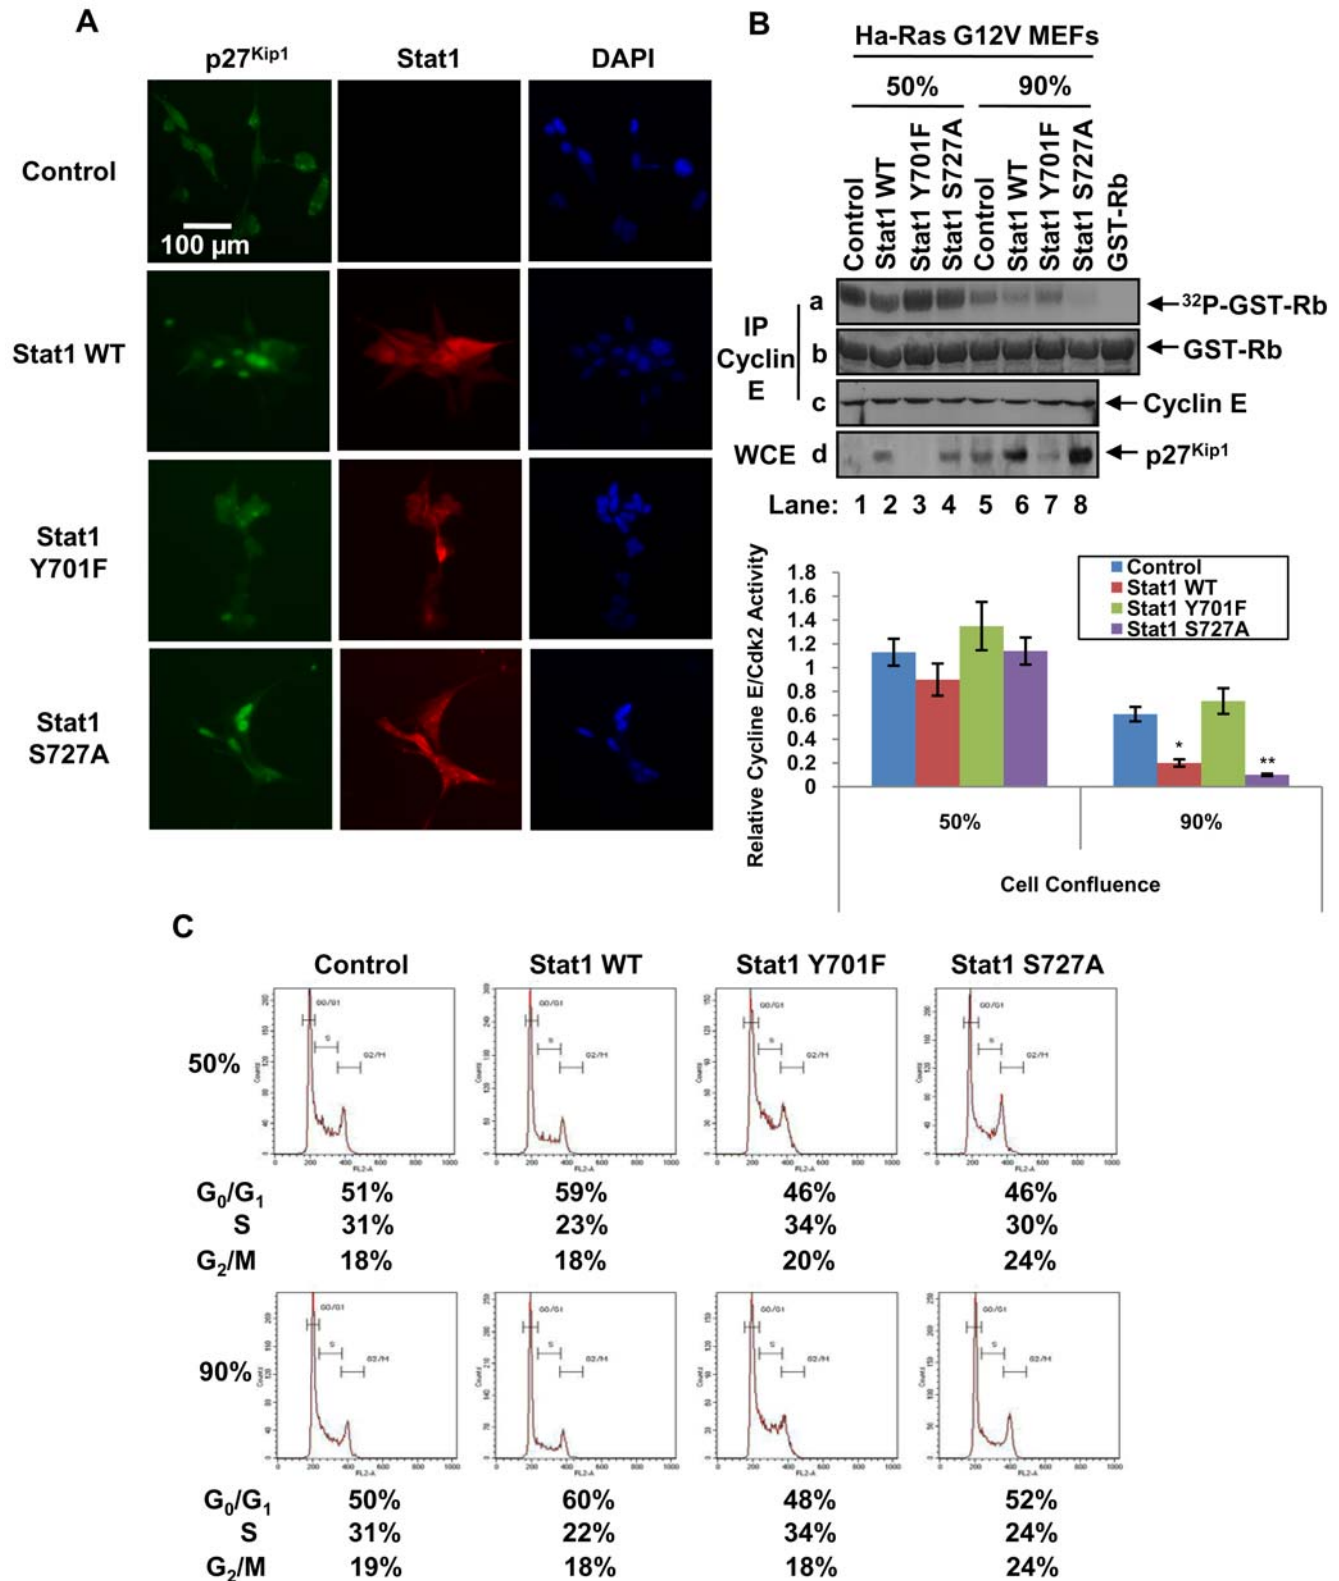 A
p27Kip1 Stat1 DAPI
Control
100 µm
Stat1 WT
Stat1
Y701F
Stat1
S727A
B
Ha-Ras G12V MEFs
50% 90%
Control
Stat1 WT
Stat1 Y701F
Stat1 S727A
Control
Stat1 WT
Stat1 Y701F
Stat1 S727A
GST-Rb
IP
Cyclin
E
a 32P-GST-Rb
b GST-Rb
c Cyclin E
WCE d p27Kip1
Lane: 1 2 3 4 5 6 7 8
Relative Cycline E/Cdk2 Activity
1.8
1.6
1.4
1.2
1
0.8
0.6
0.4
0.2
0
Control
Stat1 WT
Stat1 Y701F
Stat1 S727A
*
**
50% 90%
Cell Confluence
C
Control Stat1 WT Stat1 Y701F Stat1 S727A
50%
G0/G1 51% 59% 46% 46%
S 31% 23% 34% 30%
G2/M 18% 18% 20% 24%
90%
G0/G1 50% 60% 48% 52%
S 31% 22% 34% 24%
G2/M 19% 18% 18% 24%